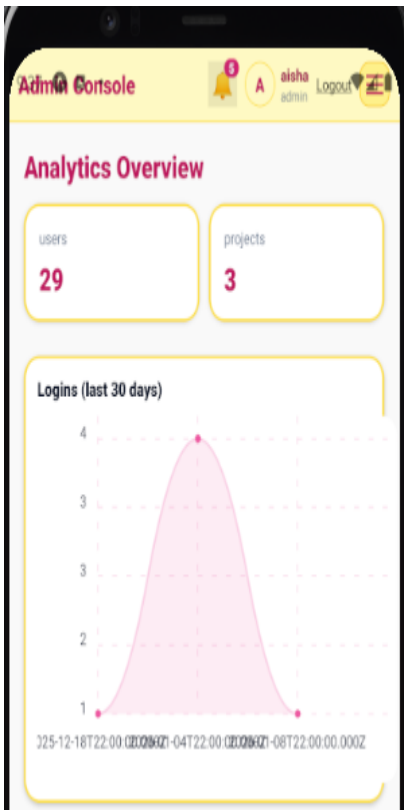 Admin Console
5
A
aisha
admin
Logout
Analytics Overview
users
29
projects
3
Logins (last 30 days)
4
3
3
2
1